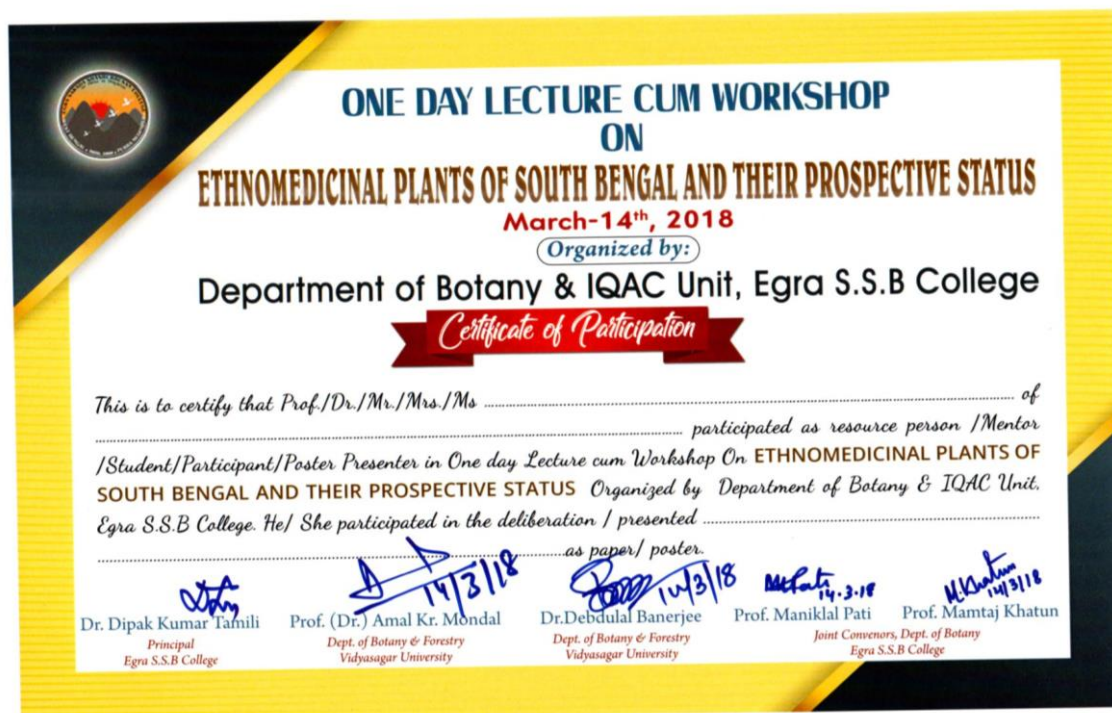 ONE DAY LECTURE CUM WORKSHOP
ON
ETHNOMEDICINAL PLANTS OF SOUTH BENGAL AND THEIR PROSPECTIVE STATUS
March-14th, 2018
Organized by:
Department of Botany & IQAC Unit, Egra S.S.B College
Certificate of Participation
This is to certify that Prof./Dr./Mr./Mrs./Ms ........ of
........ participated as resource person /Mentor
/Student/Participant/Poster Presenter in One day Lecture cum Workshop On ETHNOMEDICINAL PLANTS OF
SOUTH BENGAL AND THEIR PROSPECTIVE STATUS Organized by Department of Botany & IQAC Unit.
Egra S.S.B College. He/ She participated in the deliberation / presented ........
........as paper/ poster.
14/3/18 14/3/18 14.3.18 M.Khatun 14/3/18
Dr. Dipak Kumar Tamili Prof. (Dr.) Amal Kr. Mondal Dr.Debdulal Banerjee Prof. Maniklal Pati Prof. Mamtaj Khatun
Principal Dept. of Botany & Forestry Dept. of Botany & Forestry Joint Convenors, Dept. of Botany
Egra S.S.B College Vidyasagar University Vidyasagar University Egra S.S.B College